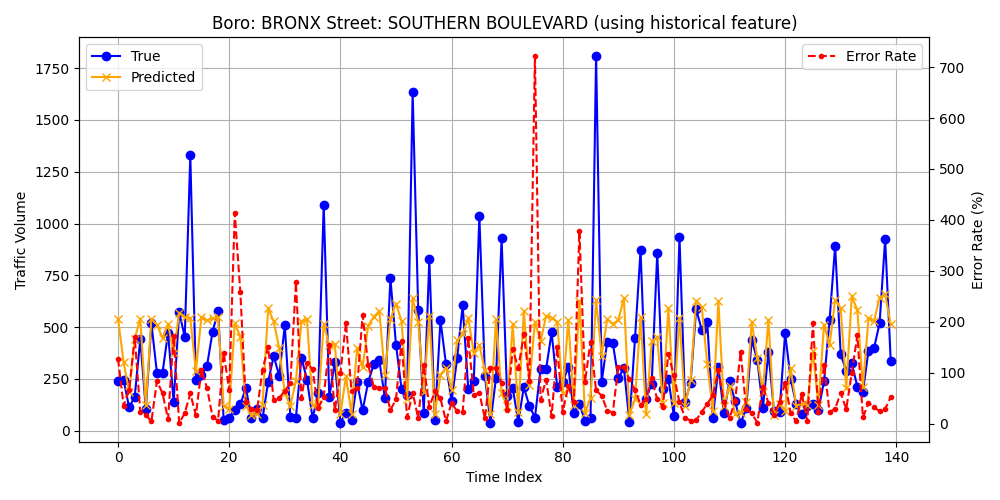 Boro: BRONX Street: SOUTHERN BOULEVARD (using historical feature)
True
Predicted
Error Rate
1750
1500
1250
1000
750
500
250
0
Traffic Volume
700
600
500
400
300
200
100
0
Error Rate (%)
0 20 40 60 80 100 120 140
Time Index